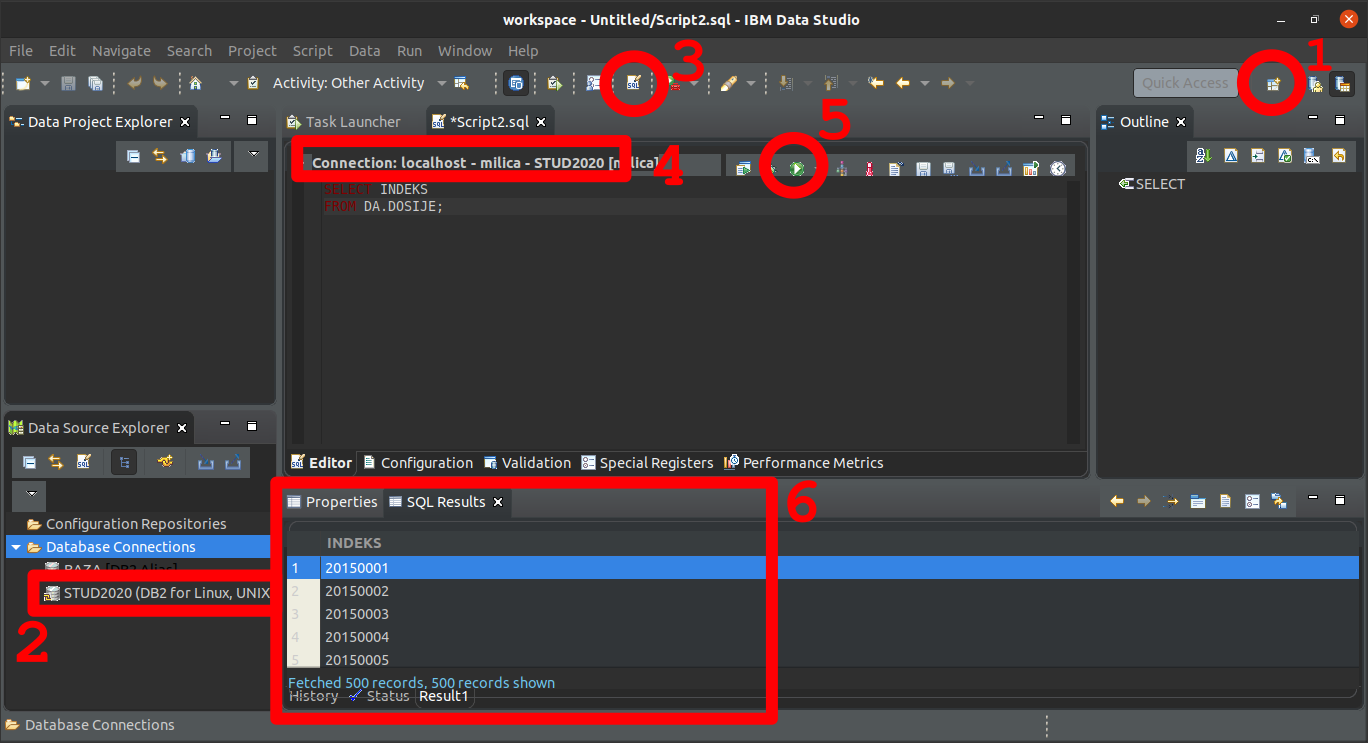 workspace - Untitled/Script2.sql - IBM Data Studio
File Edit Navigate Search Project Script Data Run Window Help
3
1
Activity: Other Activity
Quick Access
Data Project Explorer
Task Launcher
*Script2.sql
5
Outline
Connection: localhost - milica - STUD2020 [milica]
4
SELECT INDEKS
FROM DA.DOSIJE;
SELECT
Data Source Explorer
Editor Configuration Validation Special Registers Performance Metrics
Properties SQL Results
6
Configuration Repositories
Database Connections
BAZA [DB2 Alias]
STUD2020 (DB2 for Linux, UNIX
2
INDEKS
1 20150001
2 20150002
3 20150003
4 20150004
5 20150005
Fetched 500 records, 500 records shown
History Status Result1
Database Connections